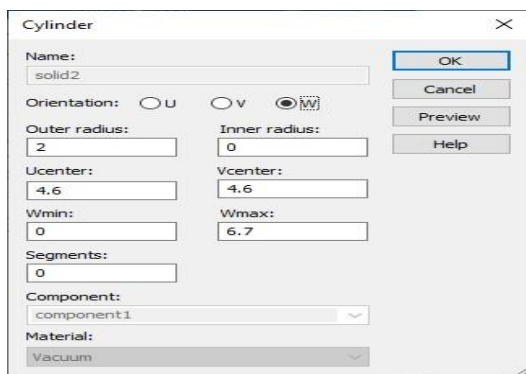 Cylinder
Name:
solid2
OK
Cancel
Preview
Help
Orientation: U V W
Outer radius: Inner radius:
2 0
Ucenter: Vcenter:
4.6 4.6
Wmin: Wmax:
0 6.7
Segments:
0
Component:
component1
Material:
Vacuum